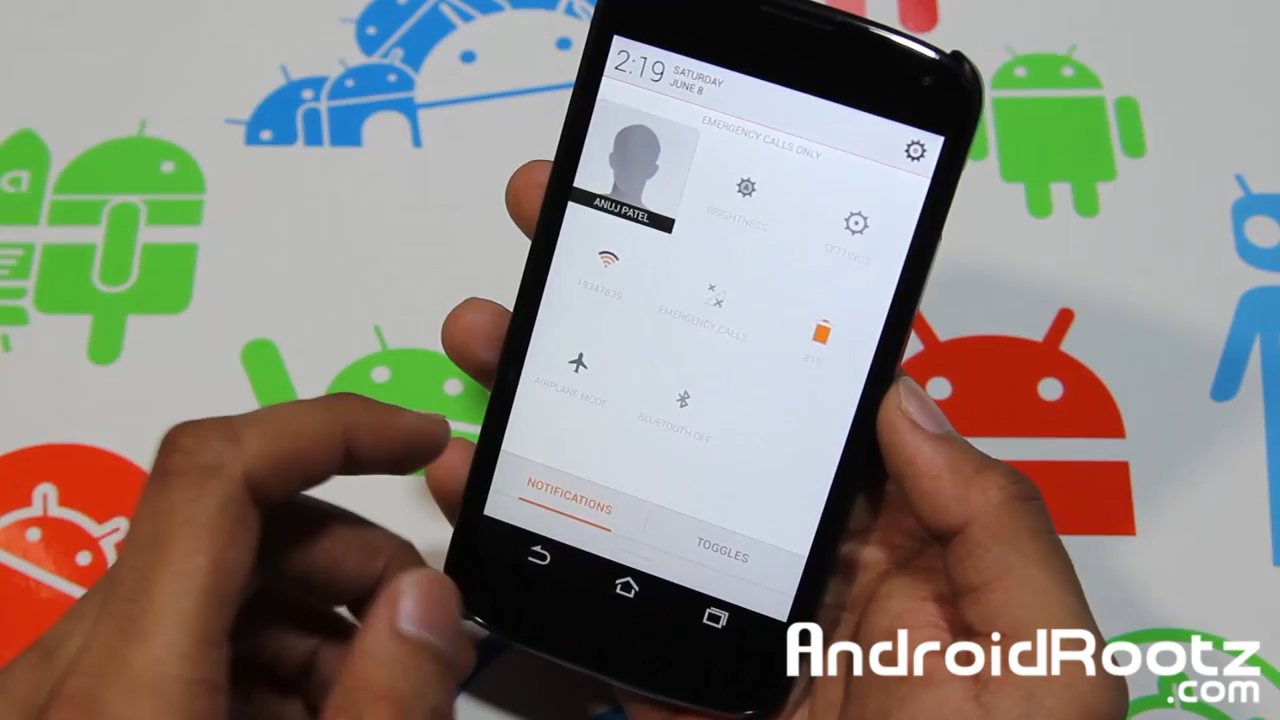 2:19
SATURDAY
JUNE 8
EMERGENCY CALLS ONLY
ANUJ PATEL
BRIGHTNESS
SETTINGS
19347839
EMERGENCY CALLS
81%
AIRPLANE MODE
BLUETOOTH OFF
NOTIFICATIONS
TOGGLES
a
AndroidRootz
.com